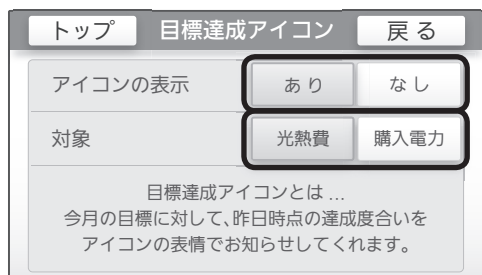 トップ 目標達成アイコン 戻る
アイコンの表示 あり なし
対象 光熱費 購入電力
目標達成アイコンとは ...
今月の目標に対して、昨日時点の達成度合いを
アイコンの表情でお知らせしてくれます。